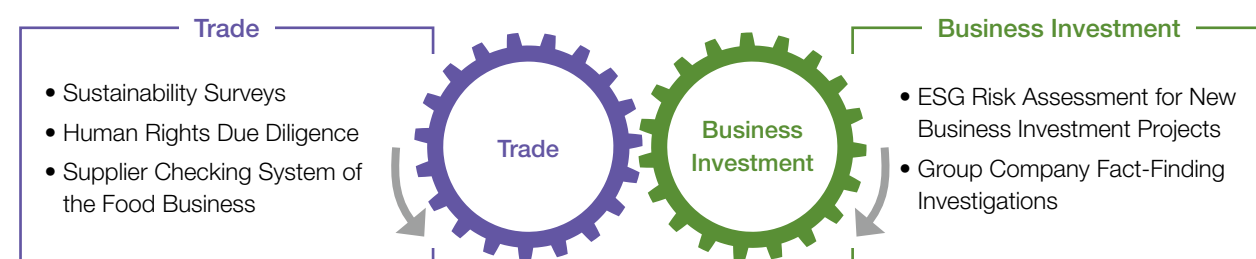 Trade
• Sustainability Surveys
• Human Rights Due Diligence
• Supplier Checking System of
the Food Business
Trade
Business
Investment
Business Investment
• ESG Risk Assessment for New
Business Investment Projects
• Group Company Fact-Finding
Investigations